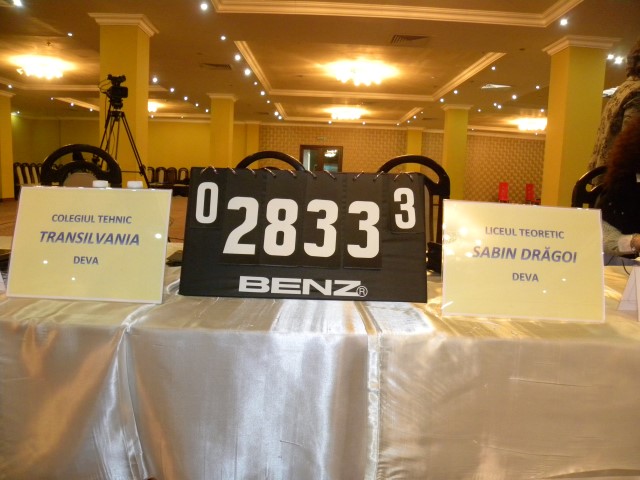 COLEGIUL TEHNIC
TRANSILVANIA
DEVA
0 28 33 3
BENZ®
LICEUL TEORETIC
SABIN DRĂGOI
DEVA